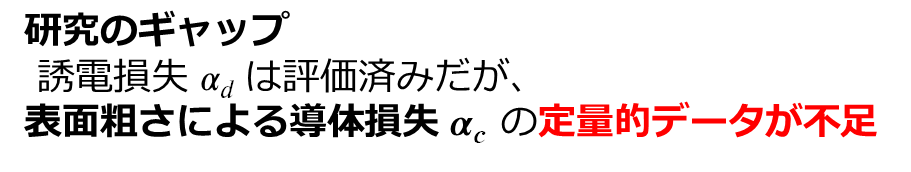 研究のギャップ
誘電損失 α_d は評価済みだが、
表面粗さによる導体損失 α_c の定量的データが不足